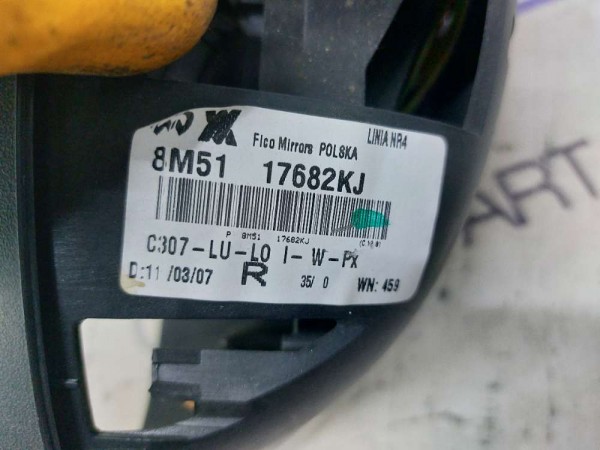 Fico Mirrors POLSKA LINIA NR4
8M51 17682KJ
P 8M51 17682KJ
C307-LU-LO I-W-Px
D:11/03/07 R 35/ 0 WN: 459
ART